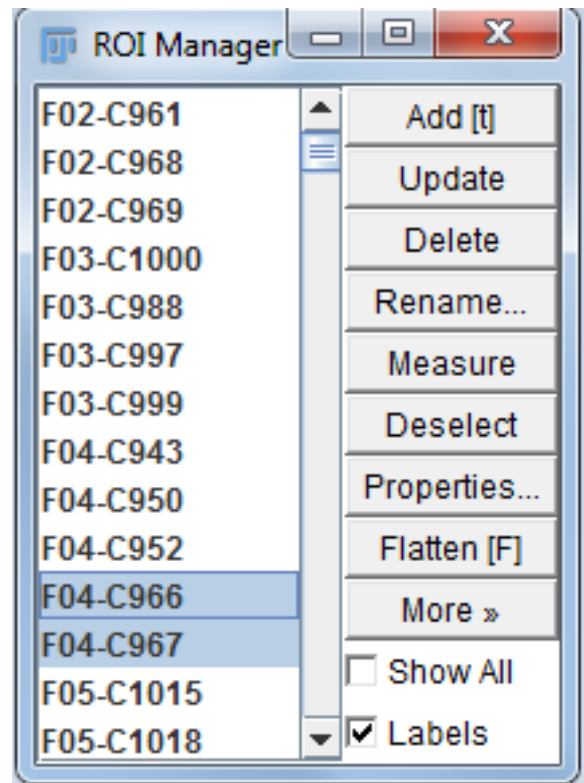 ROI Manager
F02-C961
F02-C968
F02-C969
F03-C1000
F03-C988
F03-C997
F03-C999
F04-C943
F04-C950
F04-C952
F04-C966
F04-C967
F05-C1015
F05-C1018
Add [t]
Update
Delete
Rename...
Measure
Deselect
Properties...
Flatten [F]
More »
Show All
Labels